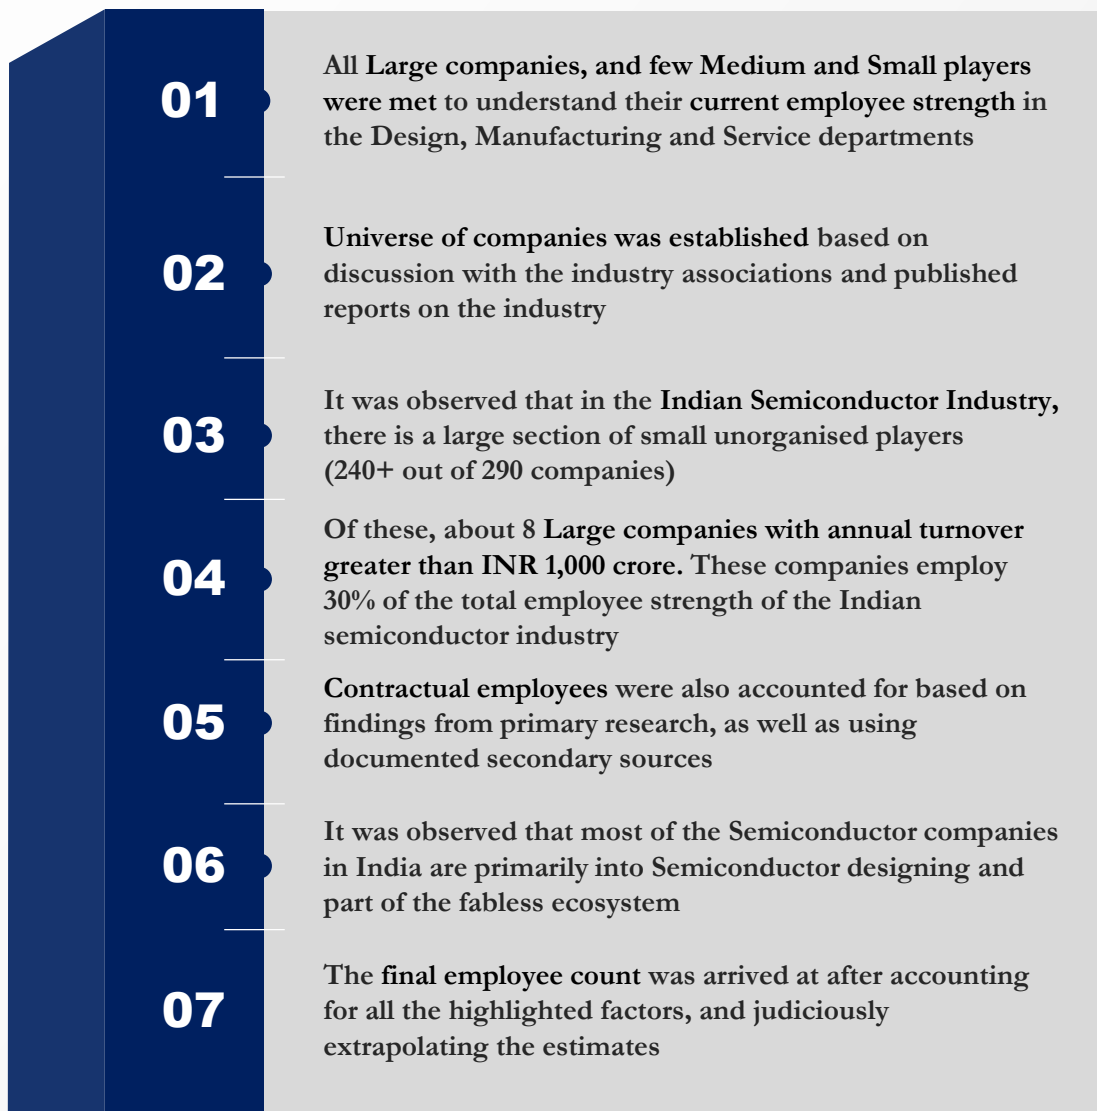 01
All Large companies, and few Medium and Small players
were met to understand their current employee strength in
the Design, Manufacturing and Service departments
02
Universe of companies was established based on
discussion with the industry associations and published
reports on the industry
03
It was observed that in the Indian Semiconductor Industry,
there is a large section of small unorganised players
(240+ out of 290 companies)
04
Of these, about 8 Large companies with annual turnover
greater than INR 1,000 crore. These companies employ
30% of the total employee strength of the Indian
semiconductor industry
05
Contractual employees were also accounted for based on
findings from primary research, as well as using
documented secondary sources
06
It was observed that most of the Semiconductor companies
in India are primarily into Semiconductor designing and
part of the fabless ecosystem
07
The final employee count was arrived at after accounting
for all the highlighted factors, and judiciously
extrapolating the estimates